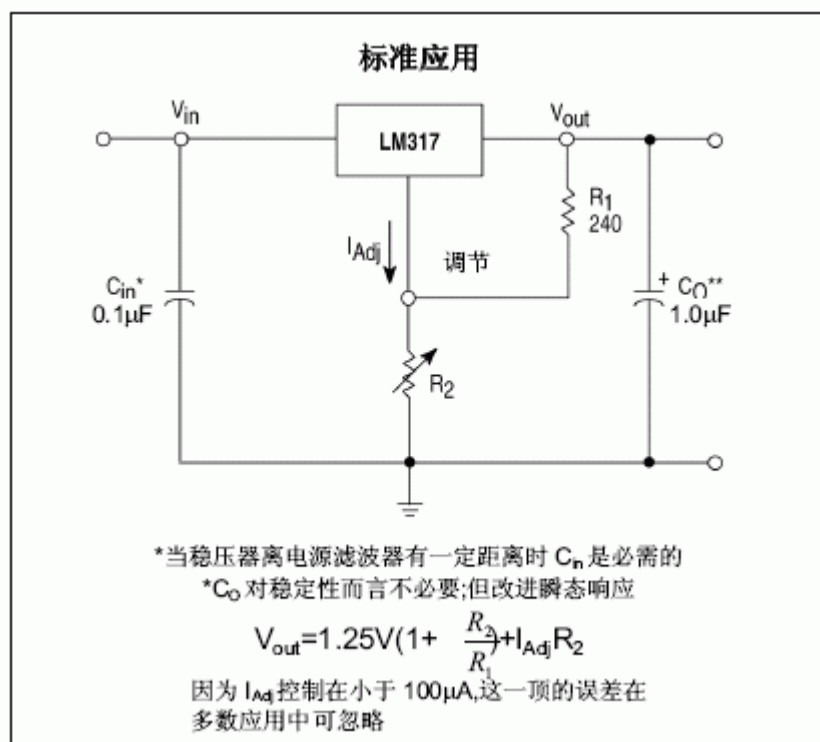 标准应用
Vin
LM317
Vout
R1
240
IAdj
调节
Cin*
0.1μF
+
CO**
1.0μF
R2
*当稳压器离电源滤波器有一定距离时 Cin 是必需的
*CO 对稳定性而言不必要;但改进瞬态响应
Vout=1.25V(1+ R2/R1)+IAdjR2
因为 IAdj 控制在小于 100μA,这一顶的误差在
多数应用中可忽略